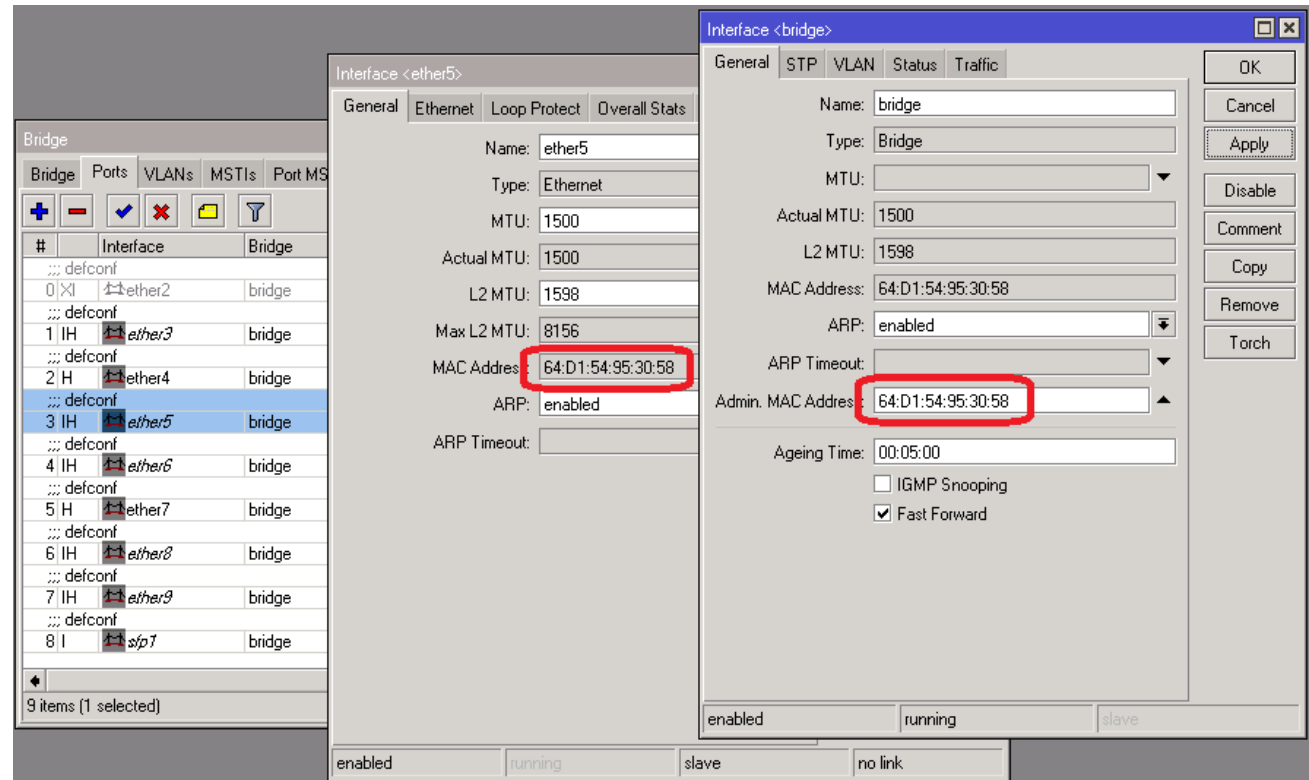 Bridge
Bridge Ports VLANs MSTIs Port MS
# Interface Bridge
;;; defconf
0 XI ether2 bridge
;;; defconf
1 IH ether3 bridge
;;; defconf
2 H ether4 bridge
;;; defconf
3 IH ether5 bridge
;;; defconf
4 IH ether6 bridge
;;; defconf
5 H ether7 bridge
;;; defconf
6 IH ether8 bridge
;;; defconf
7 IH ether9 bridge
;;; defconf
8 I sfp1 bridge
9 items (1 selected)
Interface <ether5>
General Ethernet Loop Protect Overall Stats
Name: ether5
Type: Ethernet
MTU: 1500
Actual MTU: 1500
L2 MTU: 1598
Max L2 MTU: 8156
MAC Address: 64:D1:54:95:30:58
ARP: enabled
ARP Timeout:
enabled running slave no link
Interface <bridge>
General STP VLAN Status Traffic
Name: bridge
Type: Bridge
MTU:
Actual MTU: 1500
L2 MTU: 1598
MAC Address: 64:D1:54:95:30:58
ARP: enabled
ARP Timeout:
Admin. MAC Address: 64:D1:54:95:30:58
Ageing Time: 00:05:00
IGMP Snooping
Fast Forward
enabled running slave
OK
Cancel
Apply
Disable
Comment
Copy
Remove
Torch